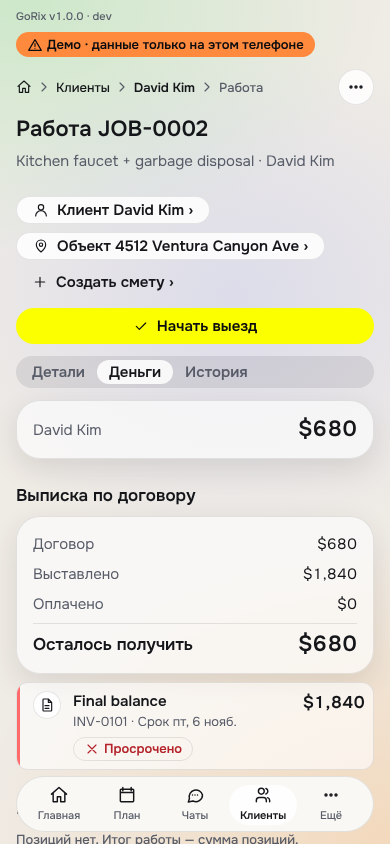 GoRix v1.0.0 · dev
Демо · данные только на этом телефоне
Клиенты > David Kim > Работа
Работа JOB-0002
Kitchen faucet + garbage disposal · David Kim
Клиент David Kim ›
Объект 4512 Ventura Canyon Ave ›
+ Создать смету ›
Начать выезд
Детали Деньги История
David Kim $680
Выписка по договору
Договор $680
Выставлено $1,840
Оплачено $0
Осталось получить $680
Final balance $1,840
INV-0101 · Срок пт, 6 нояб.
Просрочено
Главная План Чаты Клиенты Ещё
Позиций нет. Итог работы — сумма позиций.